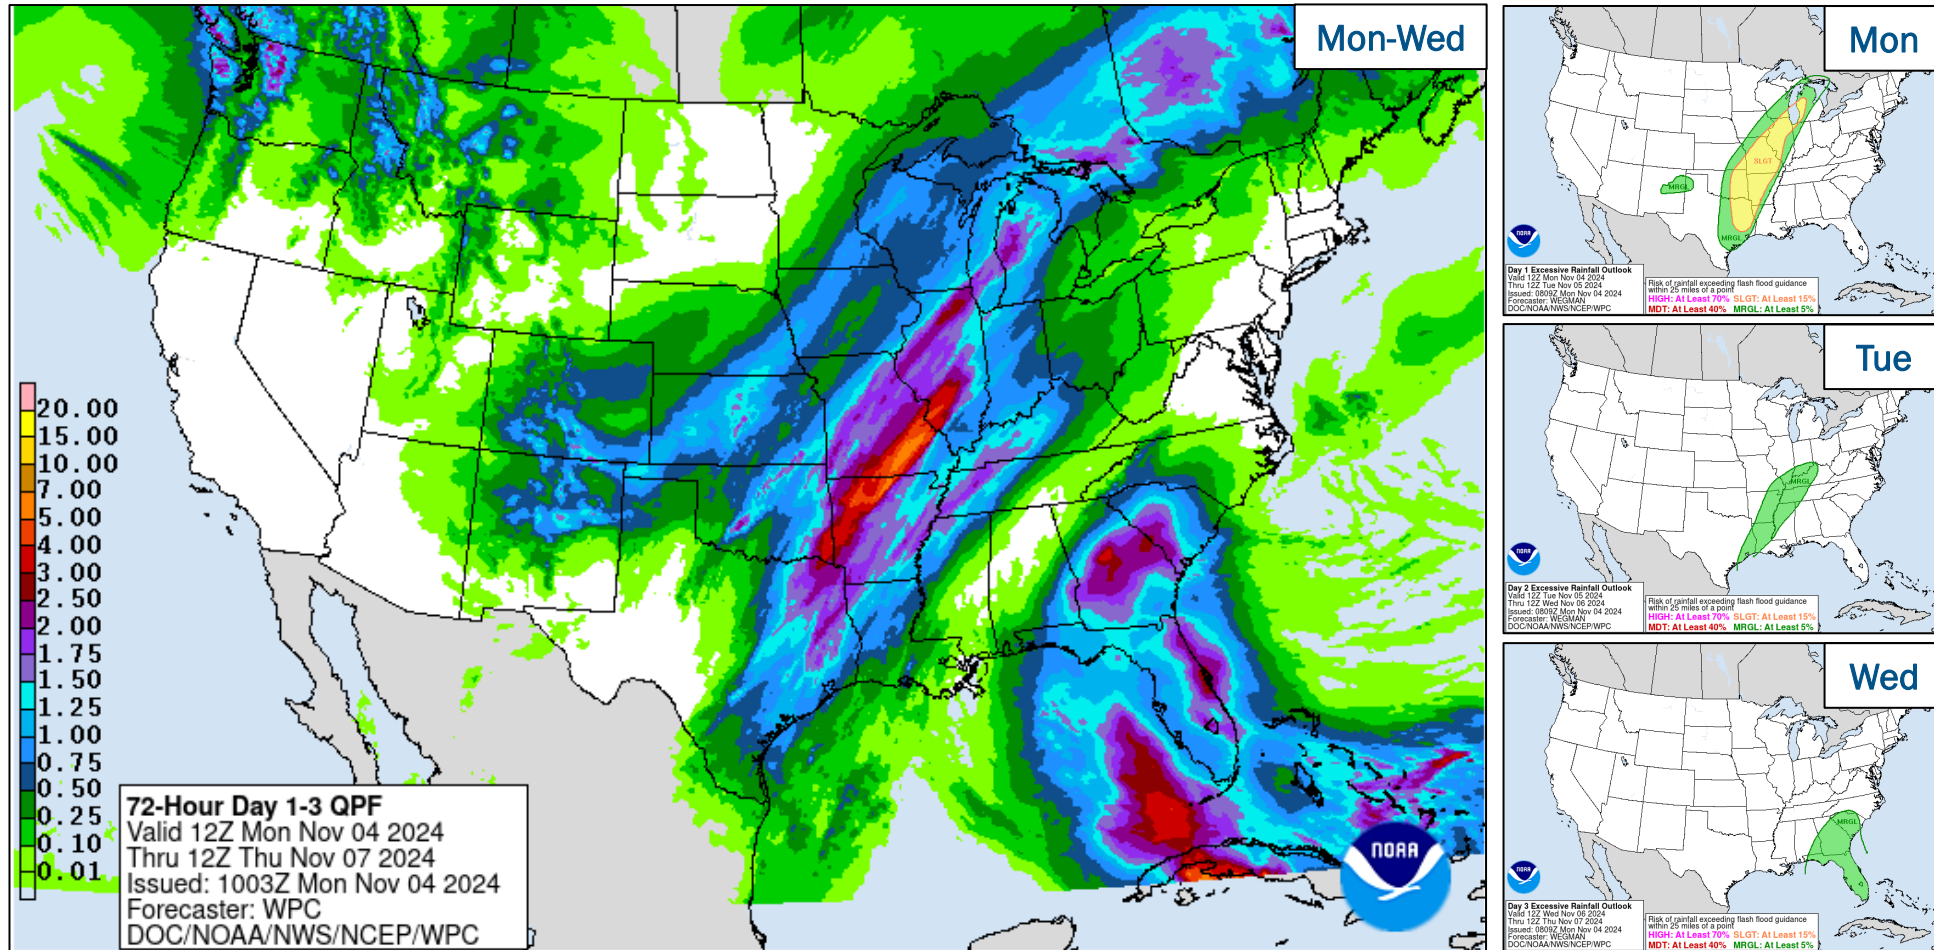 Mon-Wed
20.00
15.00
10.00
7.00
5.00
4.00
3.00
2.50
2.00
1.75
1.50
1.25
1.00
0.75
0.50
0.25
0.10
0.01
72-Hour Day 1-3 QPF
Valid 12Z Mon Nov 04 2024
Thru 12Z Thu Nov 07 2024
Issued: 1003Z Mon Nov 04 2024
Forecaster: WPC
DOC/NOAA/NWS/NCEP/WPC
NOAA
Mon
SLGT
MRGL
MRGL
NOAA
Day 1 Excessive Rainfall Outlook
Valid 12Z Mon Nov 04 2024
Thru 12Z Tue Nov 05 2024
Issued: 0809Z Mon Nov 04 2024
Forecaster: WEGMAN
DOC/NOAA/NWS/NCEP/WPC
Risk of rainfall exceeding flash flood guidance
within 25 miles of a point
HIGH: At Least 70% SLGT: At Least 15%
MDT: At Least 40% MRGL: At Least 5%
Tue
MRGL
NOAA
Day 2 Excessive Rainfall Outlook
Valid 12Z Tue Nov 05 2024
Thru 12Z Wed Nov 06 2024
Issued: 0809Z Mon Nov 04 2024
Forecaster: WEGMAN
DOC/NOAA/NWS/NCEP/WPC
Risk of rainfall exceeding flash flood guidance
within 25 miles of a point
HIGH: At Least 70% SLGT: At Least 15%
MDT: At Least 40% MRGL: At Least 5%
Wed
MRGL
NOAA
Day 3 Excessive Rainfall Outlook
Valid 12Z Wed Nov 06 2024
Thru 12Z Thu Nov 07 2024
Issued: 0809Z Mon Nov 04 2024
Forecaster: WEGMAN
DOC/NOAA/NWS/NCEP/WPC
Risk of rainfall exceeding flash flood guidance
within 25 miles of a point
HIGH: At Least 70% SLGT: At Least 15%
MDT: At Least 40% MRGL: At Least 5%